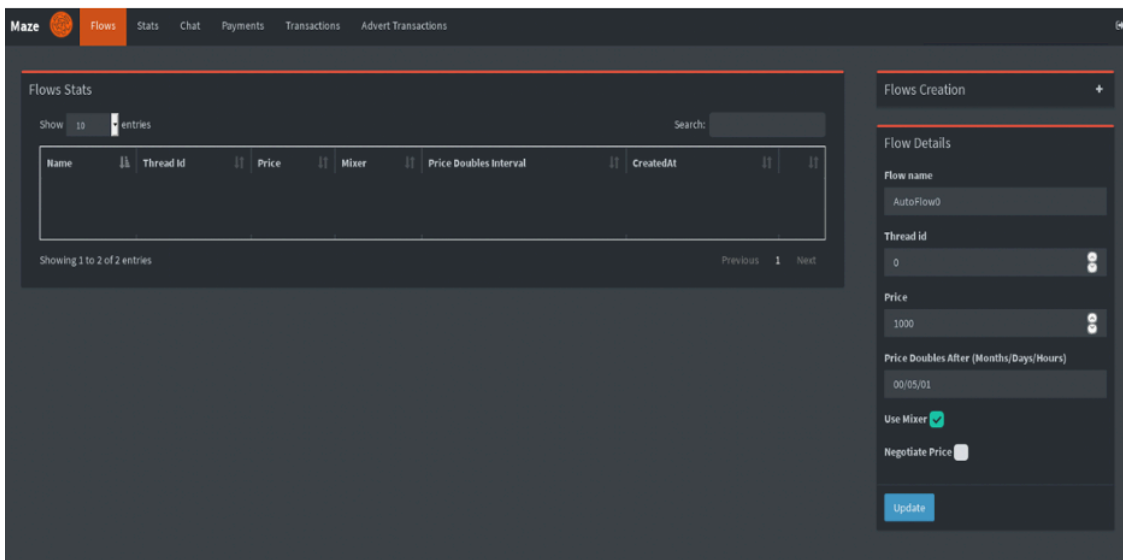 Maze Flows Stats Chat Payments Transactions Advert Transactions
Flows Stats
Show 10 entries Search:
Name Thread Id Price Mixer Price Doubles Interval CreatedAt
Showing 1 to 2 of 2 entries Previous 1 Next
Flows Creation +
Flow Details
Flow name
AutoFlow0
Thread id
0
Price
1000
Price Doubles After (Months/Days/Hours)
00/05/01
Use Mixer
Negotiate Price
Update